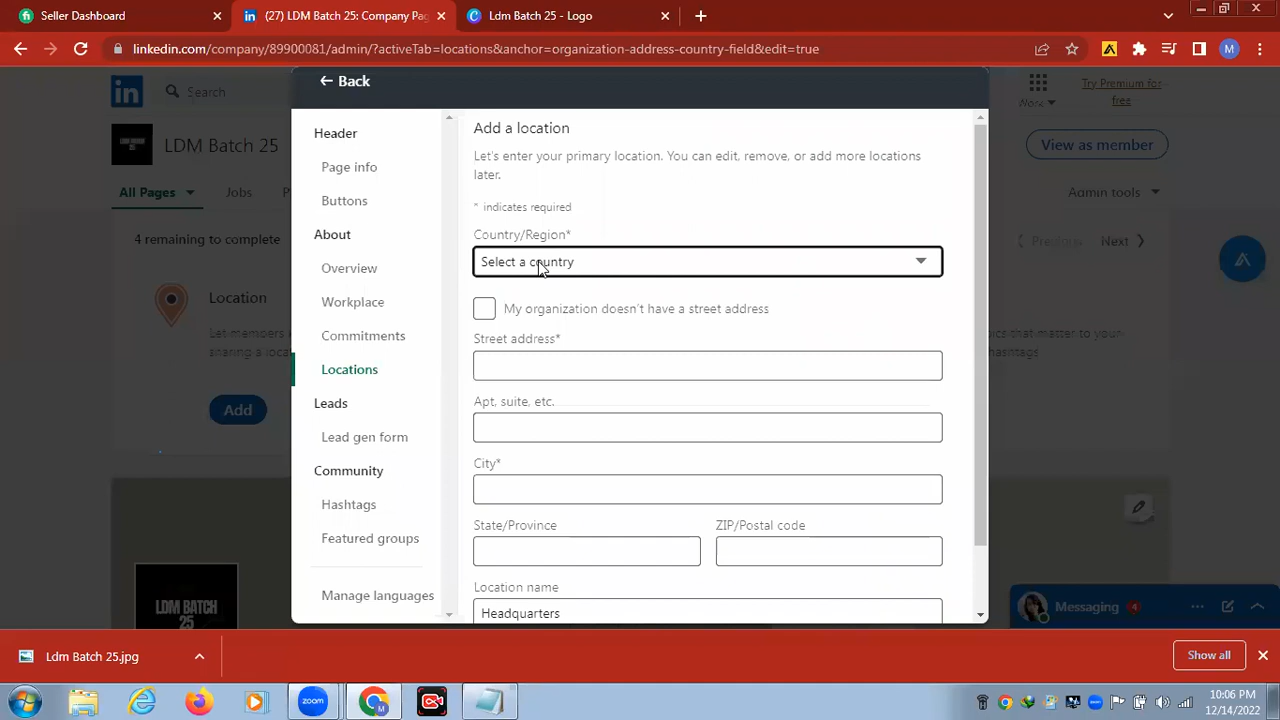 Seller Dashboard
(27) LDM Batch 25: Company Pag
Ldm Batch 25 - Logo
linkedin.com/company/89900081/admin/?activeTab=locations&anchor=organization-address-country-field&edit=true
M
in
Search
Work
Try Premium for free
LDM Batch 25
View as member
All Pages
Jobs
Admin tools
4 remaining to complete
Previous
Next
Location
Add
Back
Header
Page info
Buttons
About
Overview
Workplace
Commitments
Locations
Leads
Lead gen form
Community
Hashtags
Featured groups
Manage languages
Add a location
Let's enter your primary location. You can edit, remove, or add more locations
later.
* indicates required
Country/Region*
Select a country
My organization doesn't have a street address
Street address*
Apt, suite, etc.
City*
State/Province
ZIP/Postal code
Location name
Headquarters
LDM BATCH
25
Messaging
4
Ldm Batch 25.jpg
Show all
zoom
10:06 PM
12/14/2022